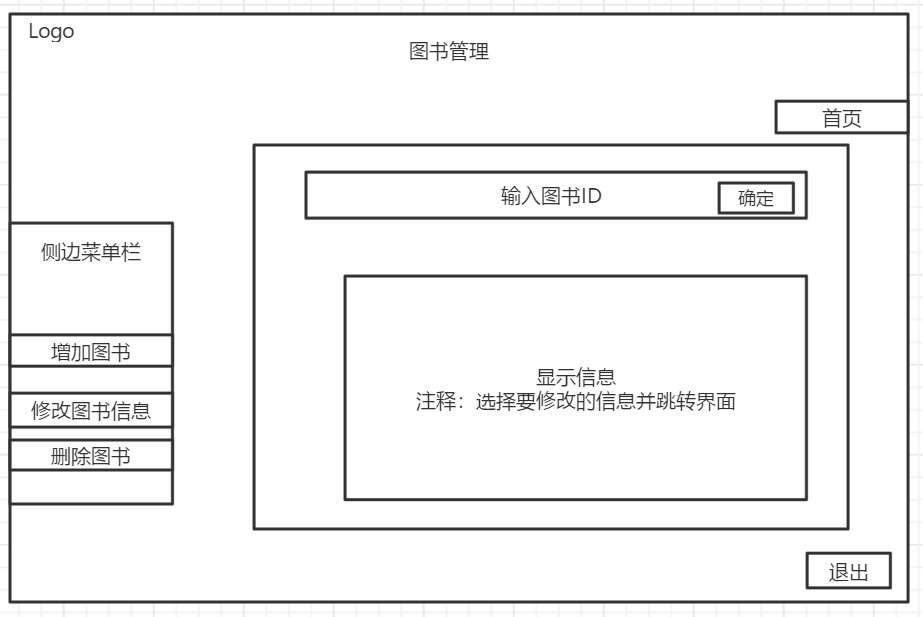 Logo
图书管理
首页
输入图书ID
确定
侧边菜单栏
增加图书
修改图书信息
删除图书
显示信息
注释：选择要修改的信息并跳转界面
退出